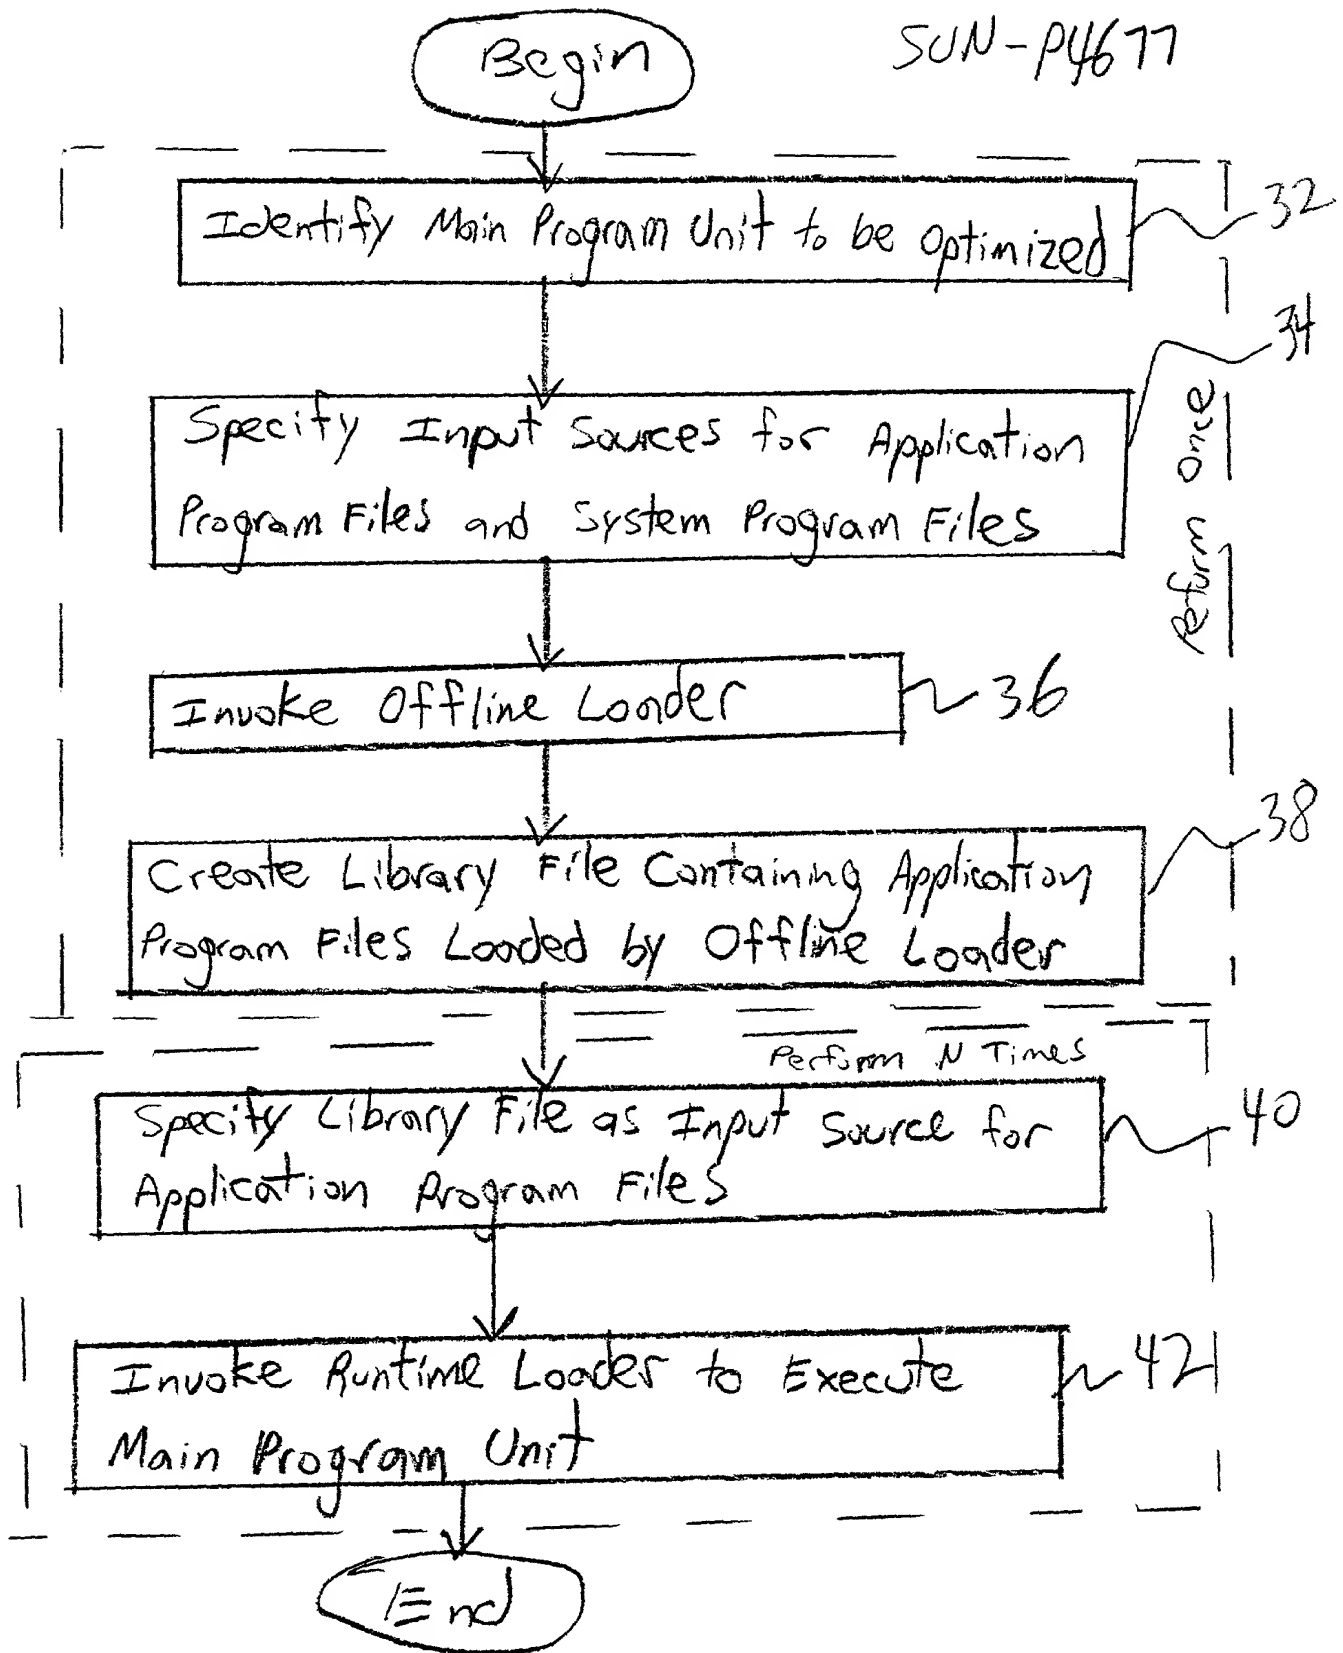 Begin
SUN-P4677
Identify Main Program Unit to be Optimized
32
34
Specify Input Sources for Application
Program Files and System Program Files
Perform Once
Invoke Offline Loader
36
38
Create Library File Containing Application
Program Files Loaded by Offline Loader
Perform N Times
Specify Library File as Input Source for
Application Program Files
40
Invoke Runtime Loader to Execute
Main Program Unit
42
End